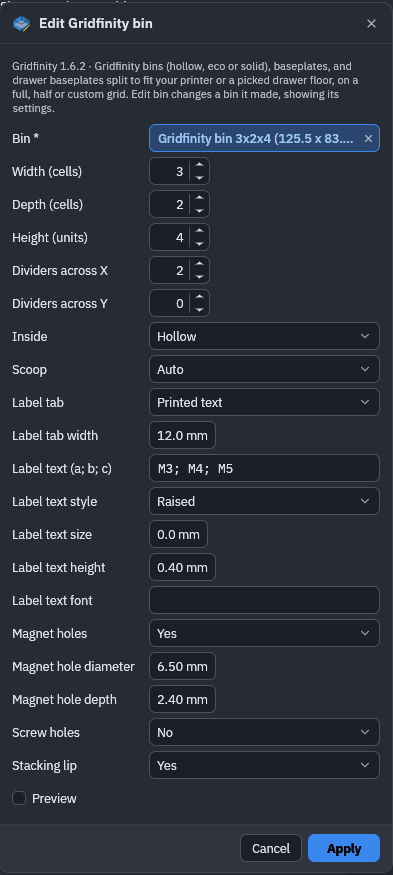 Edit Gridfinity bin
Gridfinity 1.6.2 · Gridfinity bins (hollow, eco or solid), baseplates, and
drawer baseplates split to fit your printer or a picked drawer floor, on a
full, half or custom grid. Edit bin changes a bin it made, showing its
settings.
Bin * Gridfinity bin 3x2x4 (125.5 x 83.... ×
Width (cells) 3
Depth (cells) 2
Height (units) 4
Dividers across X 2
Dividers across Y 0
Inside Hollow
Scoop Auto
Label tab Printed text
Label tab width 12.0 mm
Label text (a; b; c) M3; M4; M5
Label text style Raised
Label text size 0.0 mm
Label text height 0.40 mm
Label text font
Magnet holes Yes
Magnet hole diameter 6.50 mm
Magnet hole depth 2.40 mm
Screw holes No
Stacking lip Yes
Preview
Cancel Apply